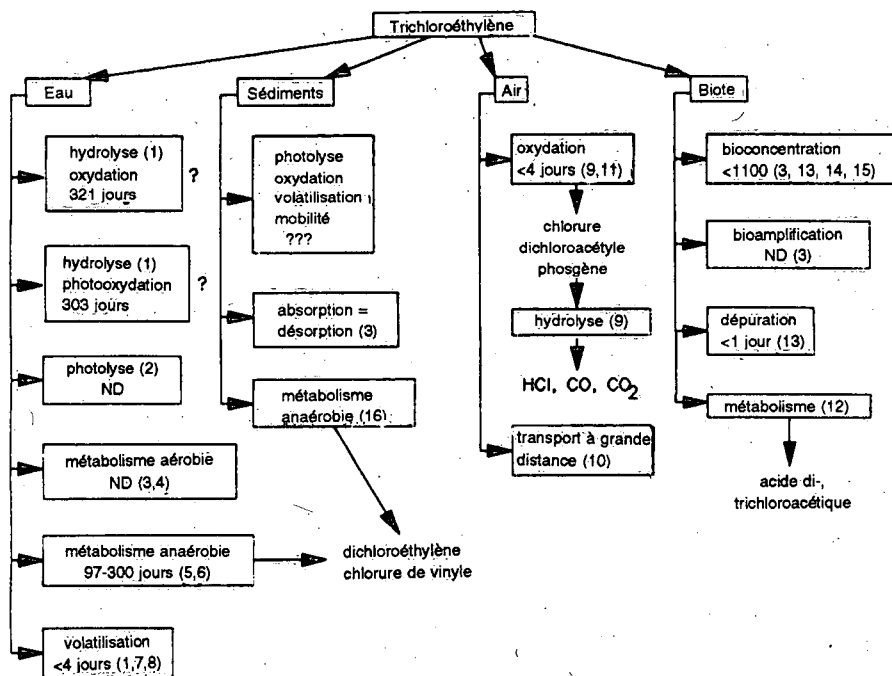 Trichloroéthylène
Eau
hydrolyse (1)
oxydation
321 jours
?
hydrolyse (1)
photooxydation
303 jours
?
photolyse (2)
ND
métabolisme aérobie
ND (3,4)
métabolisme anaérobie
97-300 jours (5,6)
volatilisation
<4 jours (1,7,8)
Sédiments
photolyse
oxydation
volatilisation
mobilité
???
absorption =
désorption (3)
métabolisme
anaérobie (16)
dichloroéthylène
chlorure de vinyle
Air
oxydation
<4 jours (9,11)
chlorure
dichloroacétyle
phosgène
hydrolyse (9)
HCl, CO, CO2
transport à grande
distance (10)
Biote
bioconcentration
<1100 (3, 13, 14, 15)
bioamplification
ND (3)
dépuration
<1 jour (13)
métabolisme (12)
acide di-,
trichloroacétique